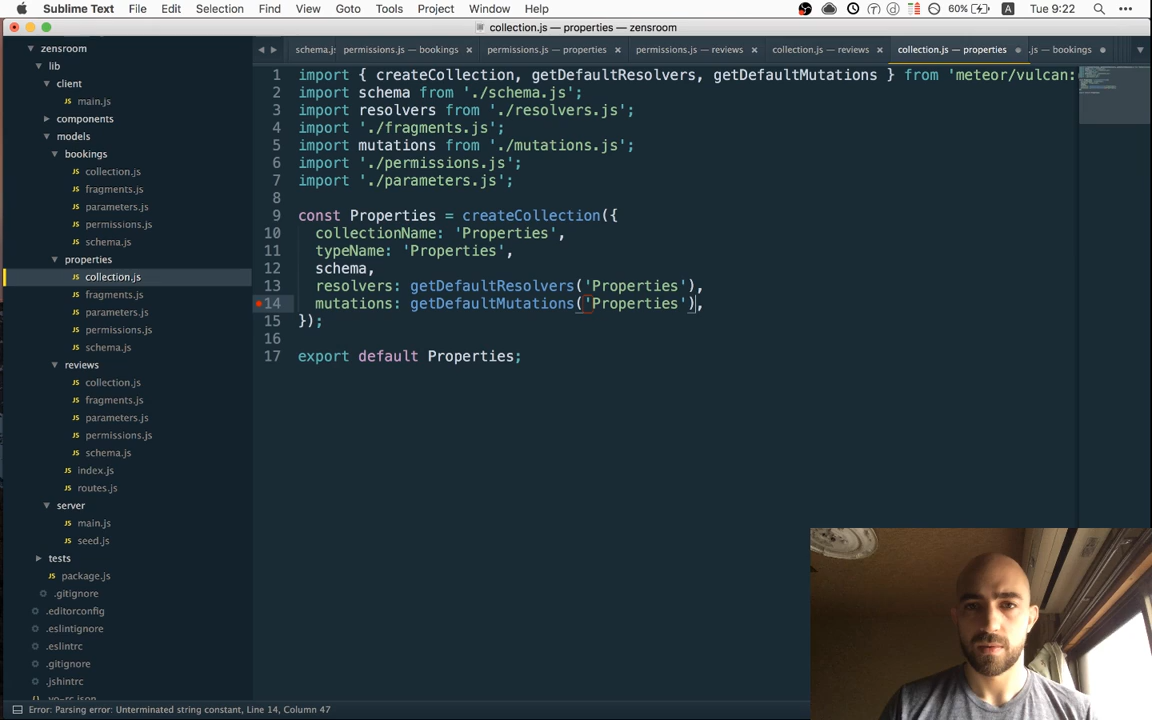 Sublime Text File Edit Selection Find View Goto Tools Project Window Help 60% A Tue 9:22
collection.js — properties — zensroom
zensroom
lib
client
main.js
components
models
bookings
collection.js
fragments.js
parameters.js
permissions.js
schema.js
properties
collection.js
fragments.js
parameters.js
permissions.js
schema.js
reviews
collection.js
fragments.js
parameters.js
permissions.js
schema.js
index.js
routes.js
server
main.js
seed.js
tests
package.js
.gitignore
.editorconfig
.eslintignore
.eslintrc
.gitignore
.jshintrc
.yo-rc.json
schema.js permissions.js — bookings permissions.js — properties permissions.js — reviews collection.js — reviews collection.js — properties .js — bookings
1 import { createCollection, getDefaultResolvers, getDefaultMutations } from 'meteor/vulcan:
2 import schema from './schema.js';
3 import resolvers from './resolvers.js';
4 import './fragments.js';
5 import mutations from './mutations.js';
6 import './permissions.js';
7 import './parameters.js';
8
9 const Properties = createCollection({
10 collectionName: 'Properties',
11 typeName: 'Properties',
12 schema,
13 resolvers: getDefaultResolvers('Properties'),
14 mutations: getDefaultMutations('Properties'),
15 });
16
17 export default Properties;
Error: Parsing error: Unterminated string constant, Line 14, Column 47